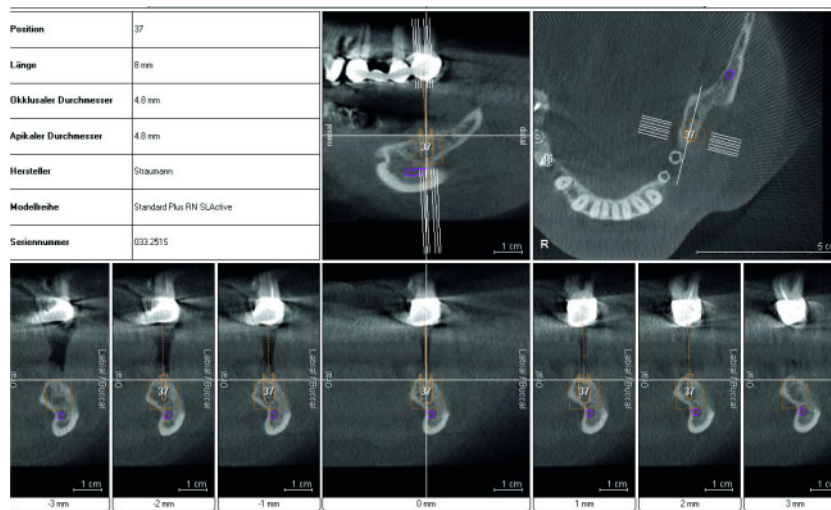 Position 37
Länge 8 mm
Okklusaler Durchmesser 4.8 mm
Apikaler Durchmesser 4.8 mm
Hersteller Straumann
Modellreihe Standard Plus RN SLActive
Seriennummer 033.251S
mesial
distal
37
1 cm
37
46
R
5 cm
Labial / Buccal
1 cm
-3 mm
37
Labial / Buccal
1 cm
-2 mm
37
Labial / Buccal
1 cm
-1 mm
37
Labial / Buccal
1 cm
0 mm
37
Labial / Buccal
1 cm
1 mm
37
Labial / Buccal
1 cm
2 mm
1 cm
3 mm